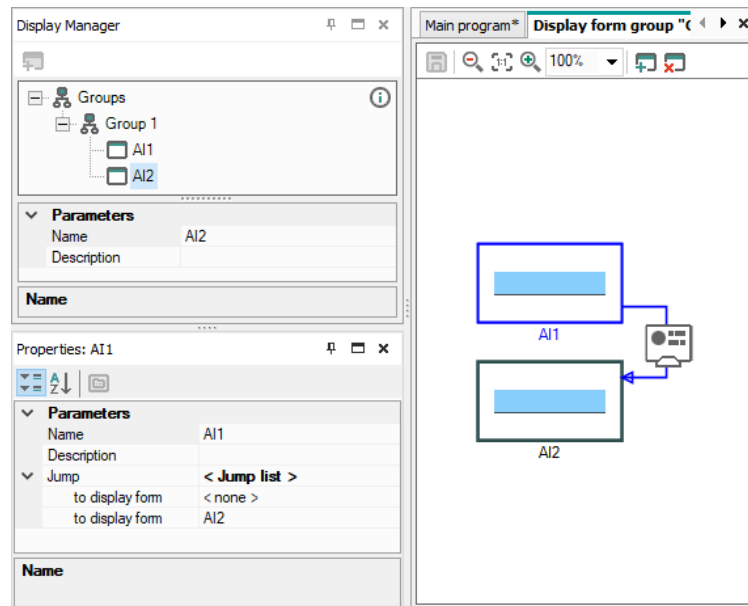 Display Manager
Groups
Group 1
AI1
AI2
Parameters
Name AI2
Description
Name
Properties: AI1
Parameters
Name AI1
Description
Jump < Jump list >
to display form < none >
to display form AI2
Name
Main program* Display form group "(
1:1 100%
AI1
AI2